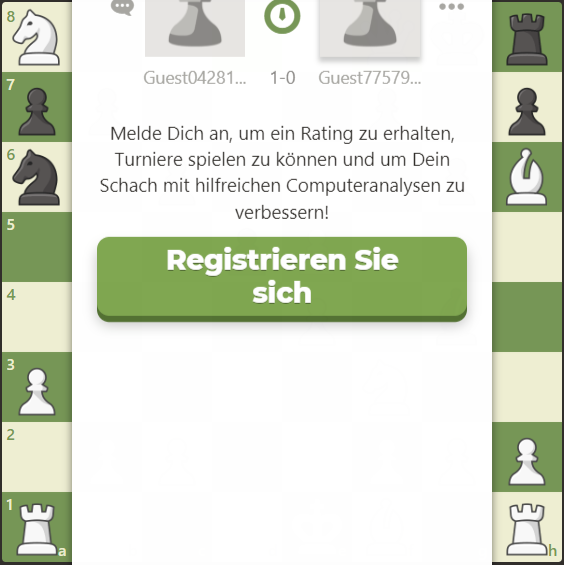 8
Guest04281... 1-0 Guest77579...
7
Melde Dich an, um ein Rating zu erhalten,
Turniere spielen zu können und um Dein
Schach mit hilfreichen Computeranalysen zu
verbessern!
6
5
Registrieren Sie
sich
4
3
2
1
a h